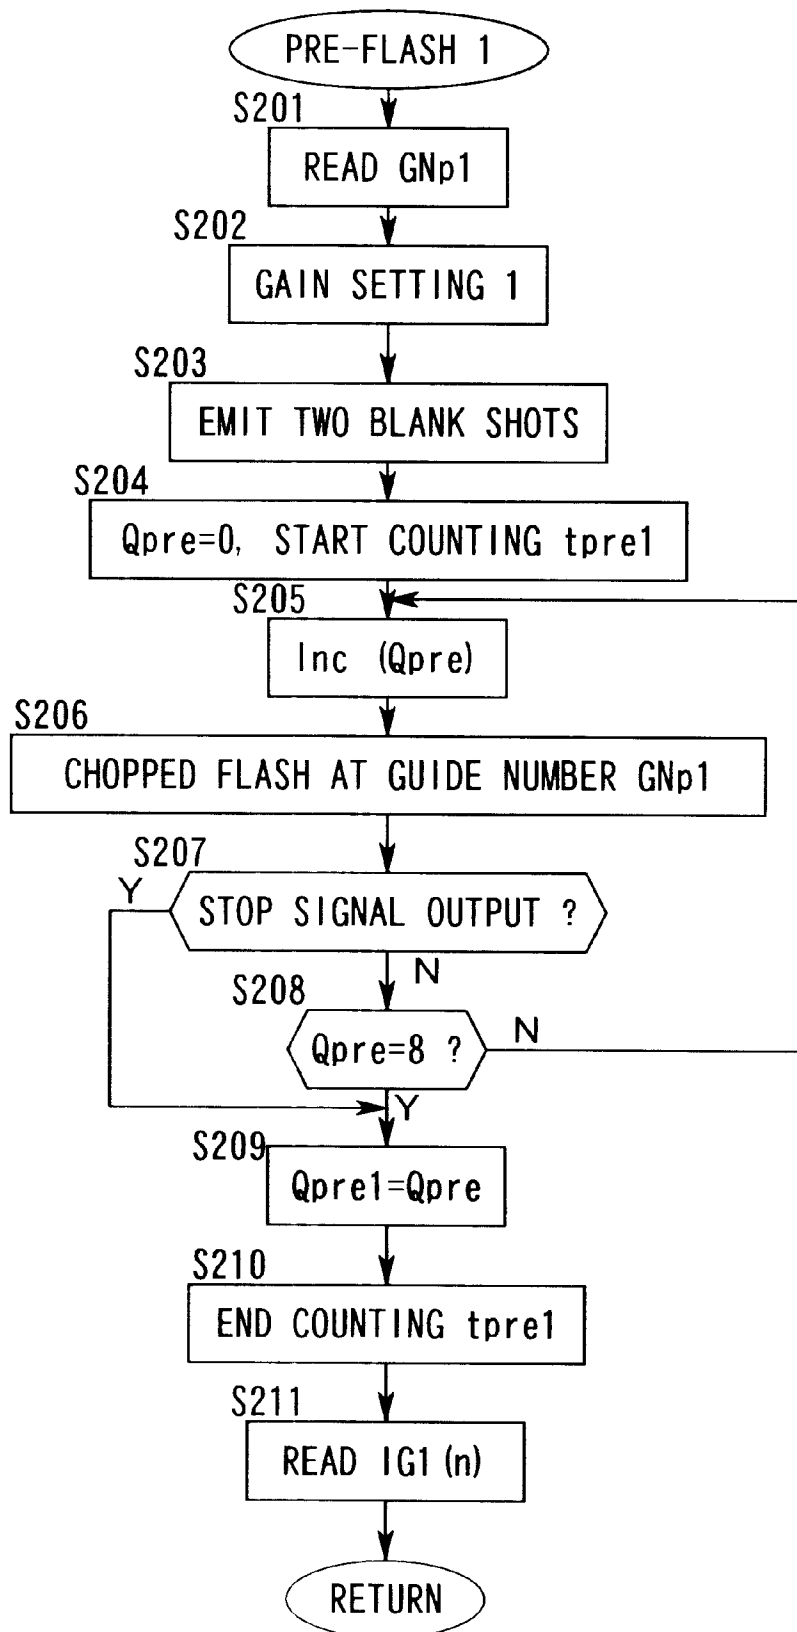 PRE-FLASH 1
S201
READ GNp1
S202
GAIN SETTING 1
S203
EMIT TWO BLANK SHOTS
S204
Qpre=0, START COUNTING tpre1
S205
Inc (Qpre)
S206
CHOPPED FLASH AT GUIDE NUMBER GNp1
S207
Y
STOP SIGNAL OUTPUT ?
N
S208
Qpre=8 ?
N
Y
S209
Qpre1=Qpre
S210
END COUNTING tpre1
S211
READ IG1 (n)
RETURN